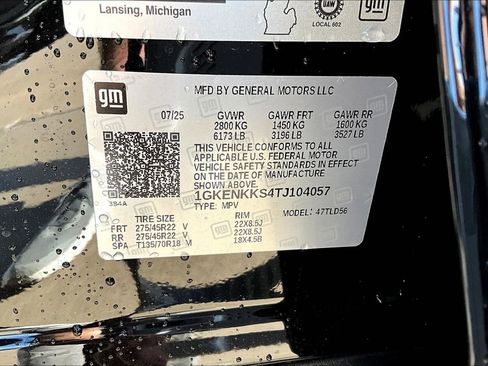 Lansing, Michigan
UAW
LOCAL 602
gm
gm
MFD BY GENERAL MOTORS LLC
07/25 GVWR GAWR FRT GAWR RR
2800 KG 1450 KG 1600 KG
6173 LB 3196 LB 3527 LB
THIS VEHICLE CONFORMS TO ALL
APPLICABLE U.S. FEDERAL MOTOR
VEHICLE SAFETY STANDARDS IN EFFECT
ON THE DATE OF MANUFACTURE
SHOWN ABOVE.
1GKENKKS4TJ104057
TYPE: MPV MODEL: 47TLD56
384A
TIRE SIZE RIM
FRT 275/45R22 V 22X8.5J
RR 275/45R22 V 22X8.5J
SPA T135/70R18 M 18X4.5B